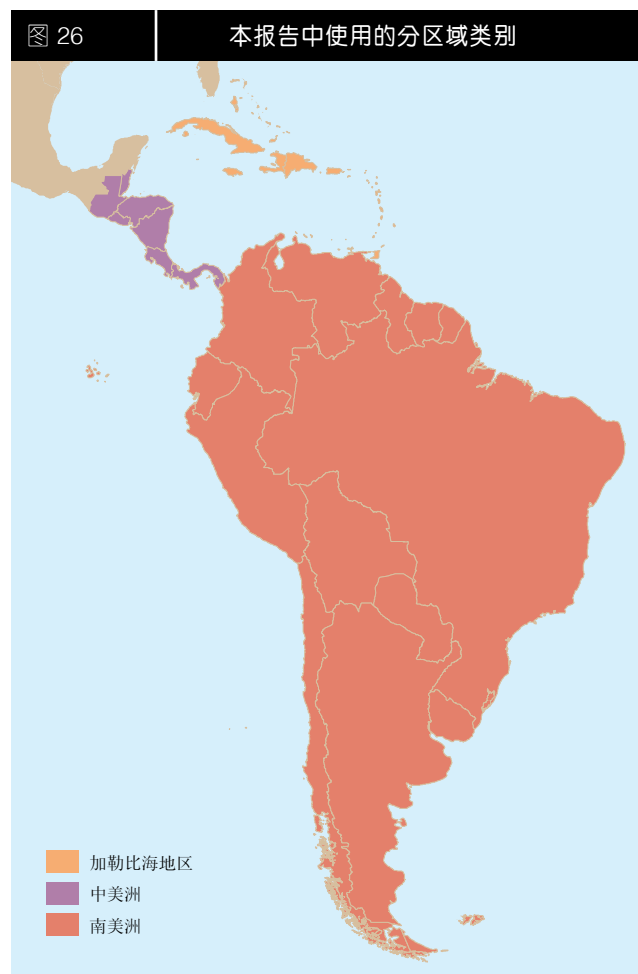 图 26
本报告中使用的分区域类别
加勒比海地区
中美洲
南美洲